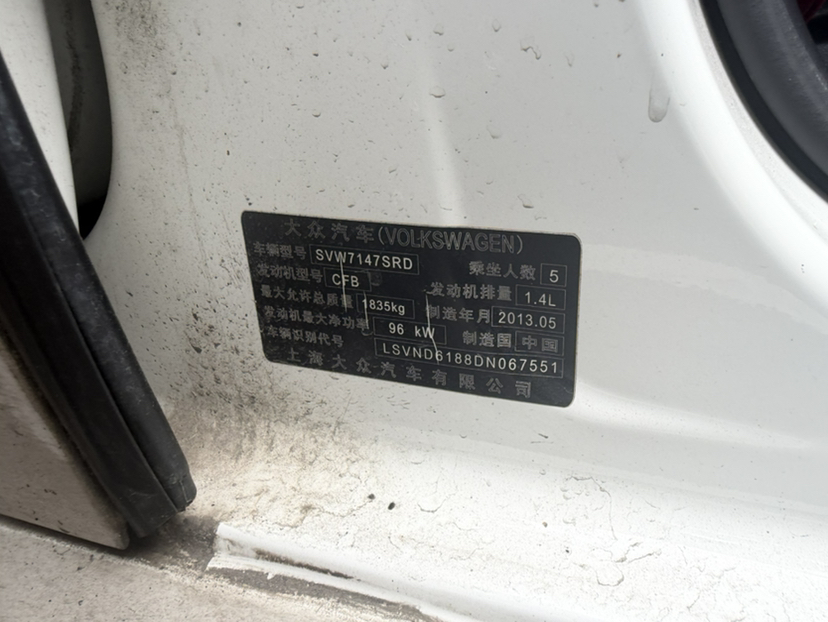 大众汽车(VOLKSWAGEN)
车辆型号 SVW7147SRD 乘坐人数 5
发动机型号 CFB 发动机排量 1.4L
最大允许总质量 1835kg 制造年月 2013.05
发动机最大净功率 96 kW 制造国 中国
车辆识别代号 LSVND6188DN067551
上海大众汽车有限公司